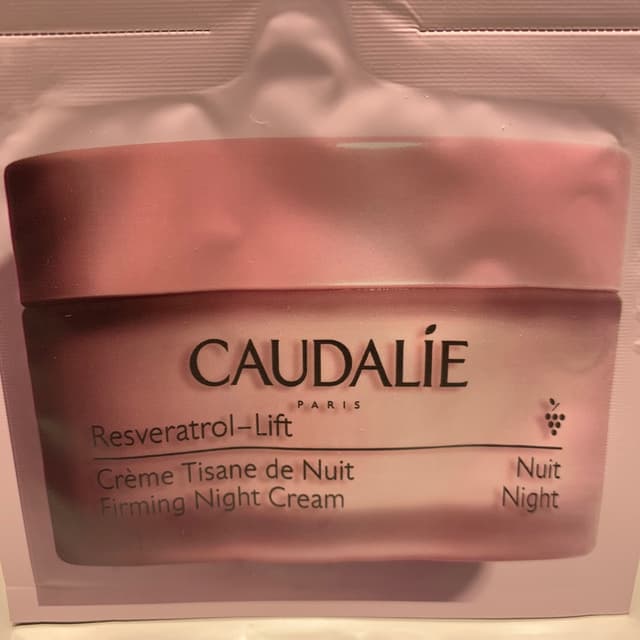 CAUDALÍE
PARIS
Resveratrol-Lift
Crème Tisane de Nuit
Firming Night Cream
Nuit
Night